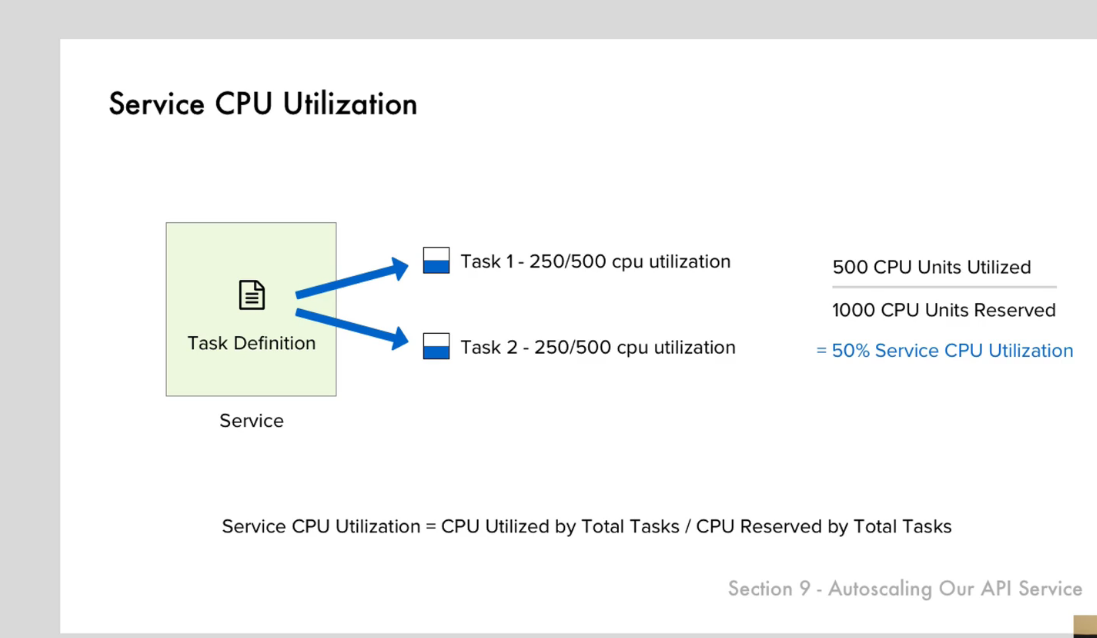 Service CPU Utilization
Task 1 - 250/500 cpu utilization
500 CPU Units Utilized
1000 CPU Units Reserved
Task Definition
Task 2 - 250/500 cpu utilization
= 50% Service CPU Utilization
Service
Service CPU Utilization = CPU Utilized by Total Tasks / CPU Reserved by Total Tasks
Section 9 - Autoscaling Our API Service